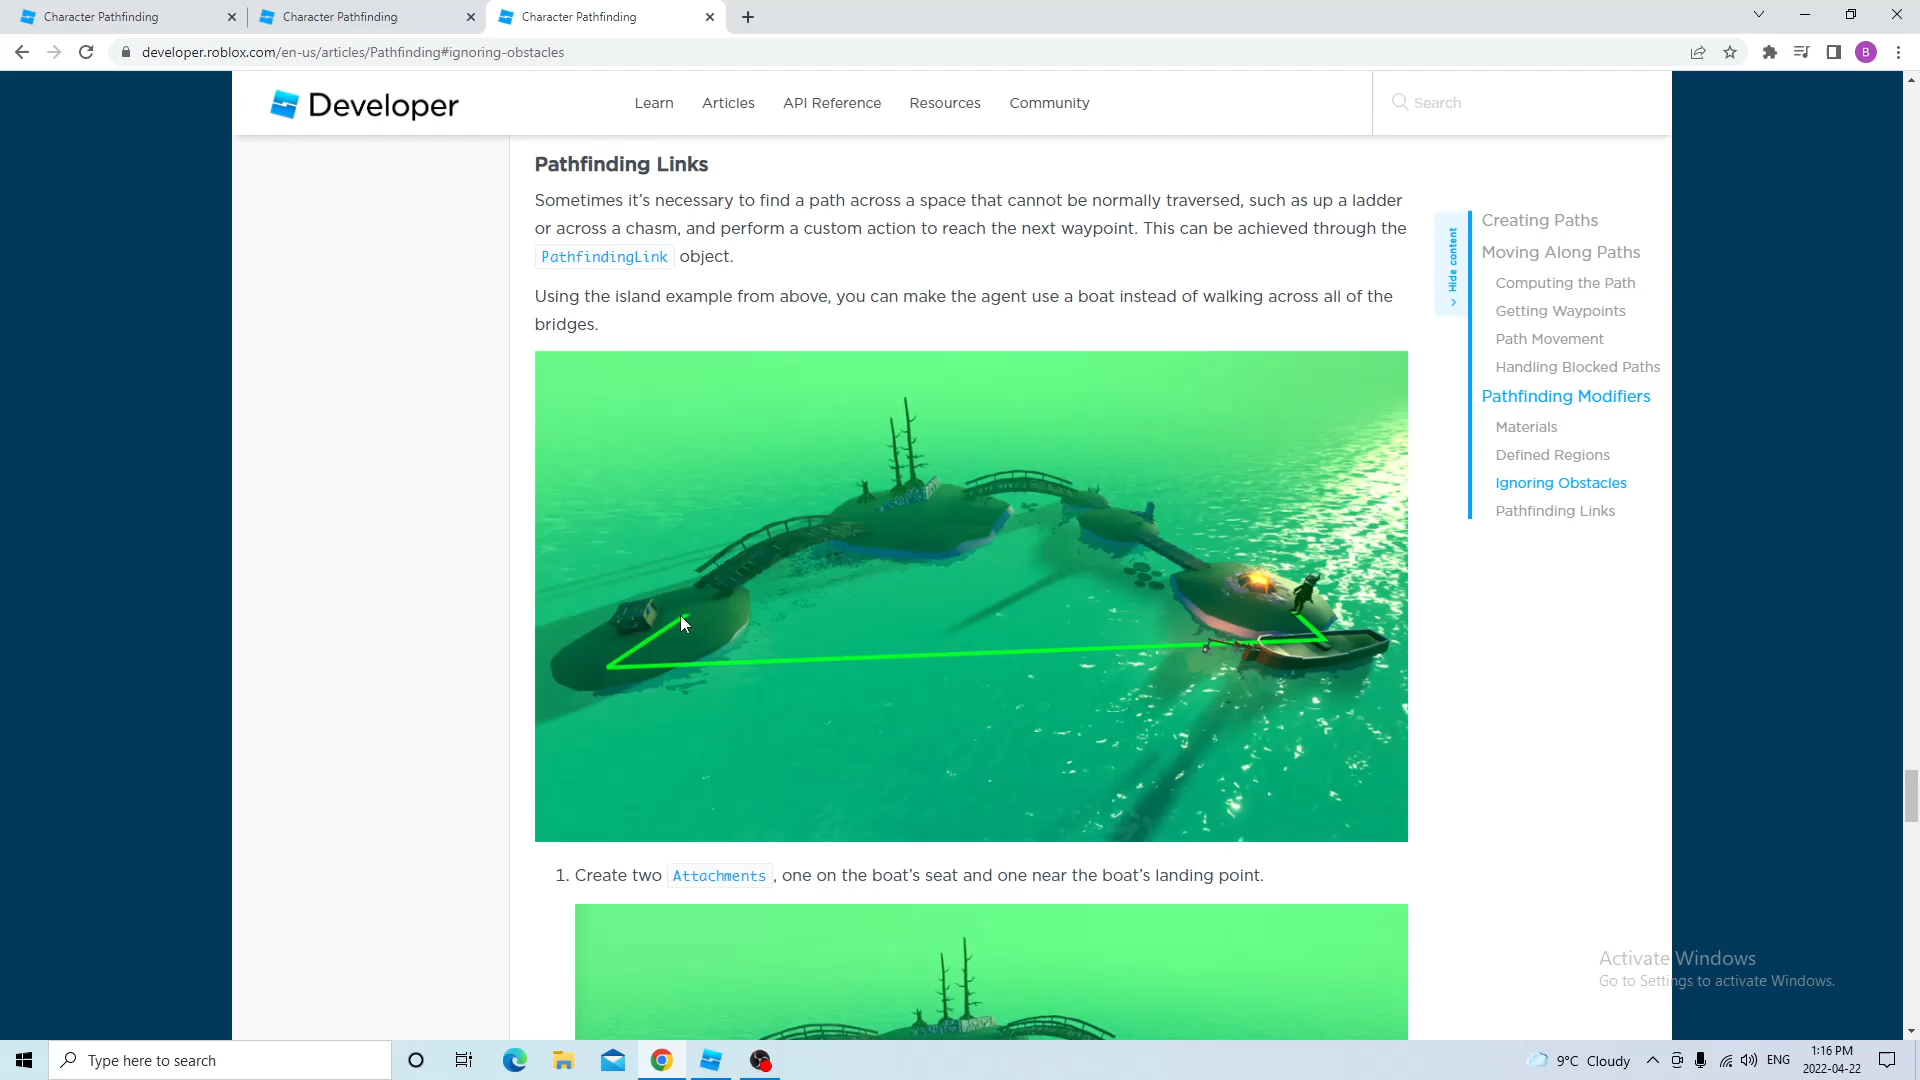 Character Pathfinding
Character Pathfinding
Character Pathfinding
developer.roblox.com/en-us/articles/Pathfinding#ignoring-obstacles
B
Developer
Learn
Articles
API Reference
Resources
Community
Search
Pathfinding Links
Sometimes it's necessary to find a path across a space that cannot be normally traversed, such as up a ladder
or across a chasm, and perform a custom action to reach the next waypoint. This can be achieved through the
PathfindingLink object.
Using the island example from above, you can make the agent use a boat instead of walking across all of the
bridges.
1. Create two Attachments, one on the boat's seat and one near the boat's landing point.
Hide content
Creating Paths
Moving Along Paths
Computing the Path
Getting Waypoints
Path Movement
Handling Blocked Paths
Pathfinding Modifiers
Materials
Defined Regions
Ignoring Obstacles
Pathfinding Links
Activate Windows
Go to Settings to activate Windows.
Type here to search
9°C Cloudy
ENG
1:16 PM
2022-04-22